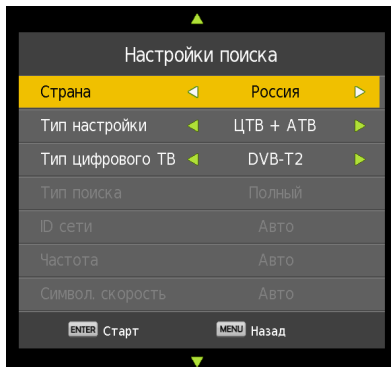 Настройки поиска
Страна Россия
Тип настройки ЦТВ + АТВ
Тип цифрового ТВ DVB-T2
Тип поиска Полный
ID сети Авто
Частота Авто
Символ. скорость Авто
ENTER Старт MENU Назад